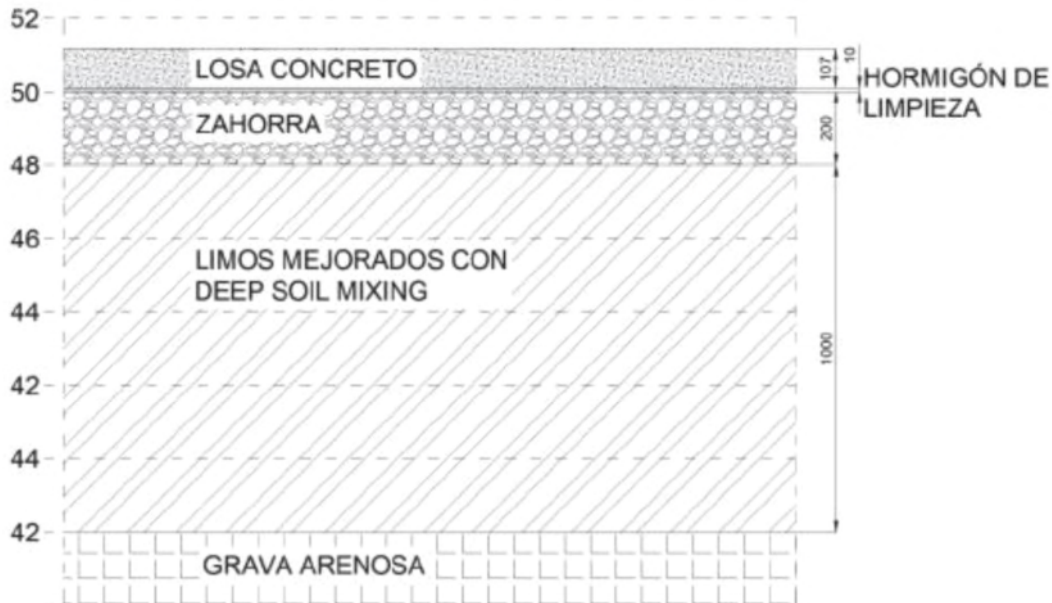 52
LOSA CONCRETO
107
10
HORMIGÓN DE
LIMPIEZA
50
ZAHORRA
200
48
46
LIMOS MEJORADOS CON
DEEP SOIL MIXING
44
1000
42
44
42
GRAVA ARENOSA